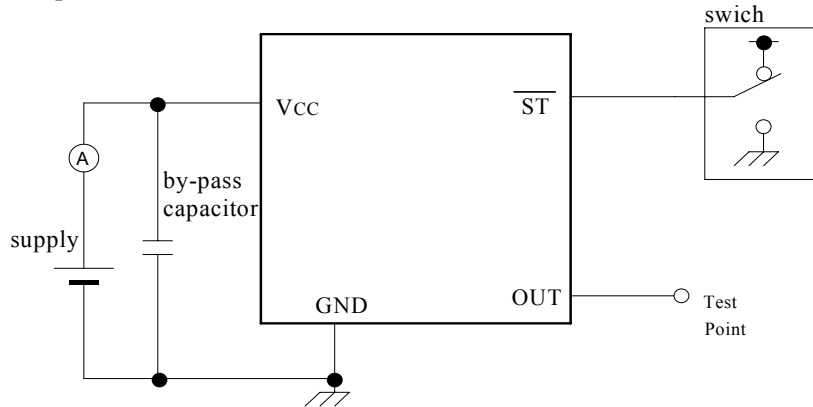 swich
Vcc
ST
A
by-pass
capacitor
supply
GND
OUT
Test
Point